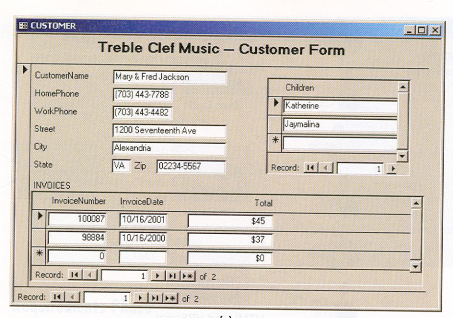 CUSTOMER
Treble Clef Music – Customer Form
CustomerName Mary & Fred Jackson
HomePhone (703) 443-7788
WorkPhone (703) 443-4482
Street 1200 Seventeenth Ave
City Alexandria
State VA Zip 02234-5567
Children
Katherine
Jaymalina
Record: 1
INVOICES
InvoiceNumber InvoiceDate Total
100087 10/16/2001 $45
98884 10/16/2000 $37
0 $0
Record: 1 of 2
Record: 1 of 2